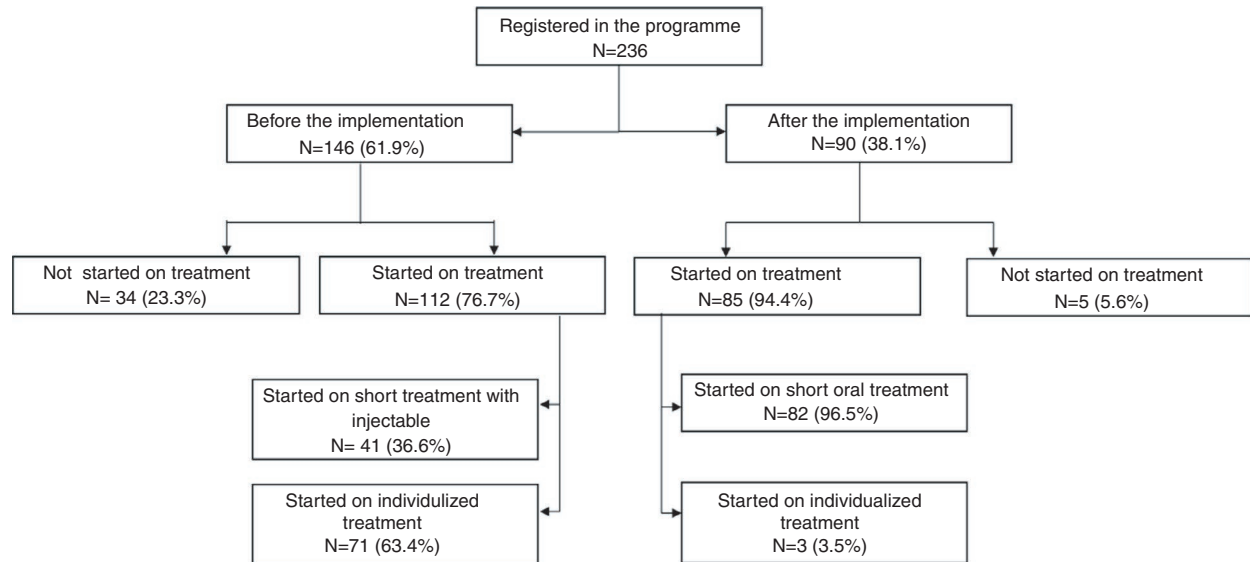 Registered in the programme
N=236
Before the implementation
N=146 (61.9%)
After the implementation
N=90 (38.1%)
Not started on treatment
N= 34 (23.3%)
Started on treatment
N=112 (76.7%)
Started on treatment
N=85 (94.4%)
Not started on treatment
N=5 (5.6%)
Started on short treatment with
injectable
N= 41 (36.6%)
Started on short oral treatment
N=82 (96.5%)
Started on individulized
treatment
N=71 (63.4%)
Started on individualized
treatment
N=3 (3.5%)